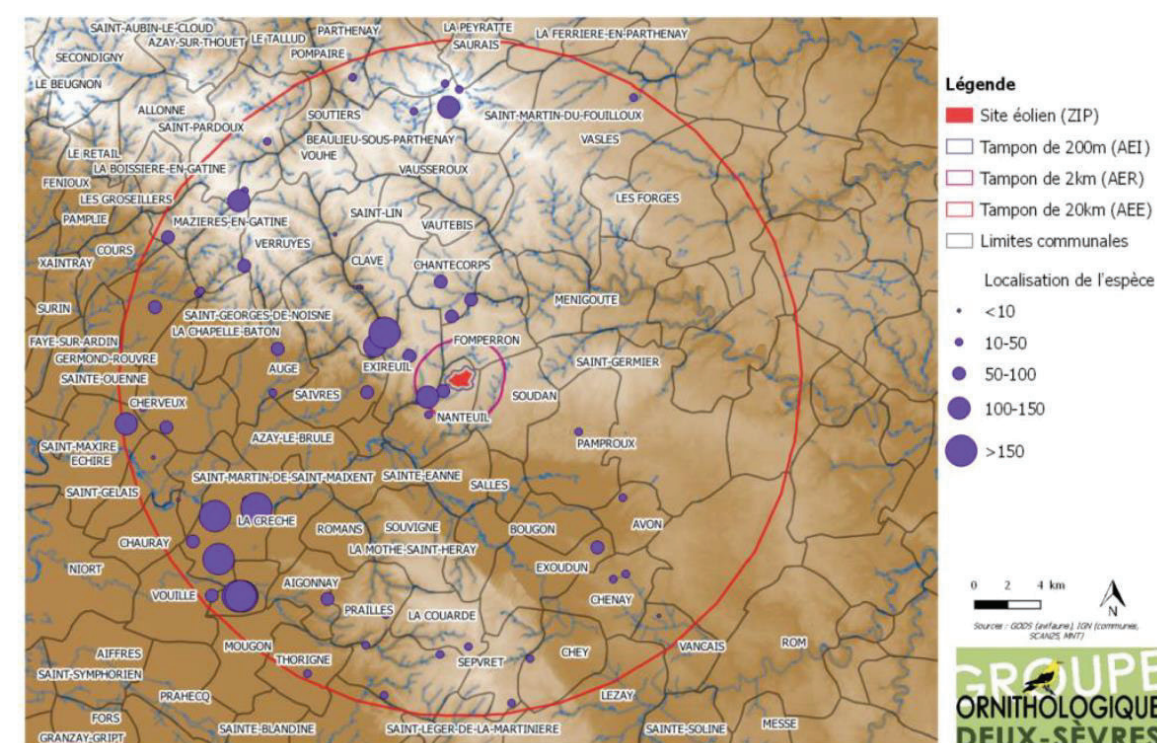 SAINT-AUBIN-LE-CLOUD
PARTHENAY
LA-PEYRATTE
AZAY-SUR-THOUET
LE TALLUD
LA FERRIERE-EN-PARTHENAY
SAURAIS
POMPAIRE
SECONDIGNY
LE BEUGNON
ALLONNE
SOUTIERS
SAINT-MARTIN-DU-FOUILLOUX
SAINT-PARDOUX
BEAULIEU-SOUS-PARTHENAY
VASLES
LE RETAIL
VOUHE
LA BOISSIERE-EN-GATINE
VAUSSEROUX
FENIOUX
LES GROSEILLERS
LES FORGES
PAMPLIE
MAZIERES-EN-GATINE
SAINT-LIN
VAUTEBIS
COURS
VERRUYES
XAINTRAY
CLAVE
CHANTECORPS
SURIN
MENIGOUTE
SAINT-GEORGES-DE-NOISNE
LA CHAPELLE-BATON
FAYE-SUR-ARDIN
FOMPERRON
GERMOND-ROUVRE
SAINT-GERMIER
AUGE
EXIREUIL
SAINTE-OUENNE
SAIVRES
SOUDAN
CHERVEUX
NANTEUIL
SAINT-MAXIRE
AZAY-LE-BRULE
PAMPROUX
ECHIRE
SAINT-MARTIN-DE-SAINT-MAIXENT
SAINTE-EANNE
SAINT-GELAIS
SALLES
LA CRECHE
ROMANS
SOUVIGNE
BOUGON
AVON
CHAURAY
LA MOTHE-SAINT-HERAY
NIORT
EXOUDUN
AIGONNAY
VOUILLE
PRAILLES
CHENAY
LA COUARDE
MOUGON
VANCAIS
ROM
AIFFRES
THORIGNE
SEPVRET
CHEY
SAINT-SYMPHORIEN
PRAHECQ
LEZAY
FORS
SAINTE-BLANDINE
SAINT-LEGER-DE-LA-MARTINIERE
SAINTE-SOLINE
MESSE
GRANZAY-GRIPT
Légende
Site éolien (ZIP)
Tampon de 200m (AEI)
Tampon de 2km (AER)
Tampon de 20km (AEE)
Limites communales
Localisation de l'espèce
<10
10-50
50-100
100-150
>150
0 2 4 km
N
Sources : GODS (avifaune), IGN (communes,
SCAN25, MNT)
GROUPE
ORNITHOLOGIQUE
DEUX-SÈVRES